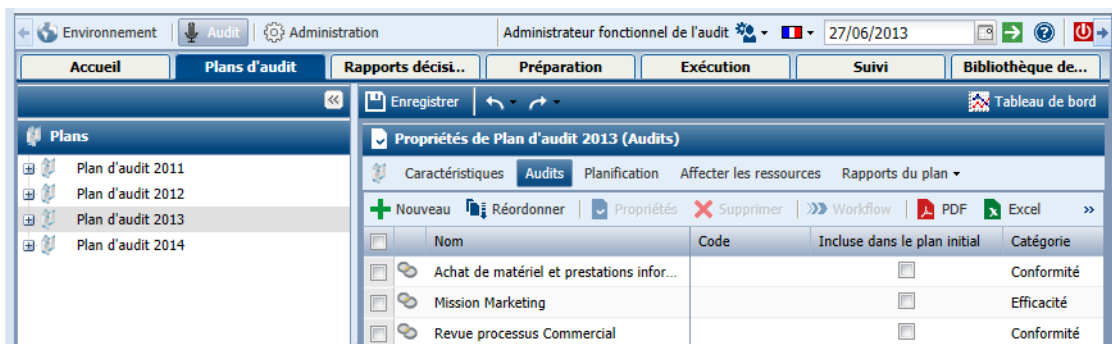 Environnement Audit Administration Administrateur fonctionnel de l'audit 27/06/2013
Accueil Plans d'audit Rapports décisi... Préparation Exécution Suivi Bibliothèque de...
Enregistrer Tableau de bord
Plans
Plan d'audit 2011
Plan d'audit 2012
Plan d'audit 2013
Plan d'audit 2014
Propriétés de Plan d'audit 2013 (Audits)
Caractéristiques Audits Planification Affecter les ressources Rapports du plan
Nouveau Réordonner Propriétés Supprimer Workflow PDF Excel »
Nom Code Incluse dans le plan initial Catégorie
Achat de matériel et prestations infor... Conformité
Mission Marketing Efficacité
Revue processus Commercial Conformité